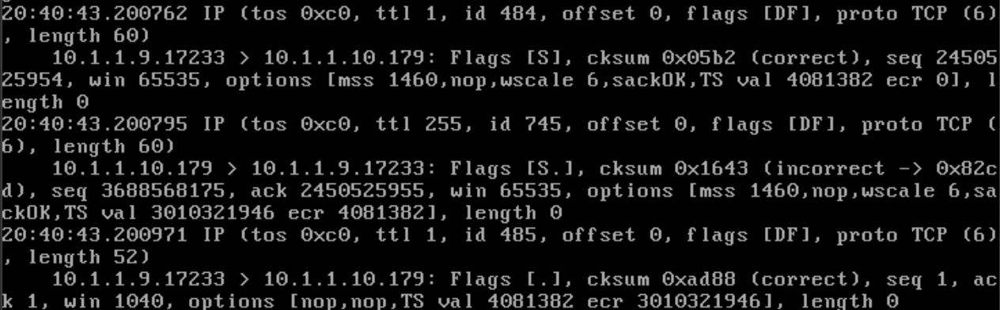 20:40:43.200762 IP (tos 0xc0, ttl 1, id 484, offset 0, flags [DF], proto TCP (6)
, length 60)
    10.1.1.9.17233 > 10.1.1.10.179: Flags [S], cksum 0x05b2 (correct), seq 24505
25954, win 65535, options [mss 1460,nop,wscale 6,sackOK,TS val 4081382 ecr 0], l
ength 0
20:40:43.200795 IP (tos 0xc0, ttl 255, id 745, offset 0, flags [DF], proto TCP (
6), length 60)
    10.1.1.10.179 > 10.1.1.9.17233: Flags [S.], cksum 0x1643 (incorrect -> 0x82c
d), seq 3688568175, ack 2450525955, win 65535, options [mss 1460,nop,wscale 6,sa
ckOK,TS val 3010321946 ecr 4081382], length 0
20:40:43.200971 IP (tos 0xc0, ttl 1, id 485, offset 0, flags [DF], proto TCP (6)
, length 52)
    10.1.1.9.17233 > 10.1.1.10.179: Flags [.], cksum 0xad88 (correct), seq 1, ac
k 1, win 1040, options [nop,nop,TS val 4081382 ecr 3010321946], length 0